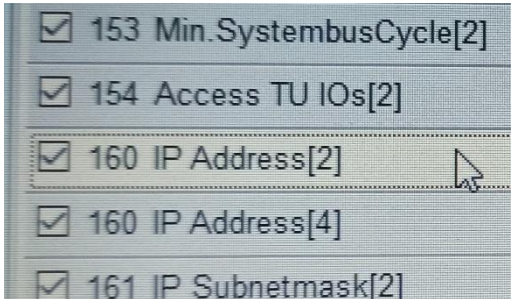 153 Min.SystembusCycle[2]
154 Access TU IOs[2]
160 IP Address[2]
160 IP Address[4]
161 IP Subnetmask[2]